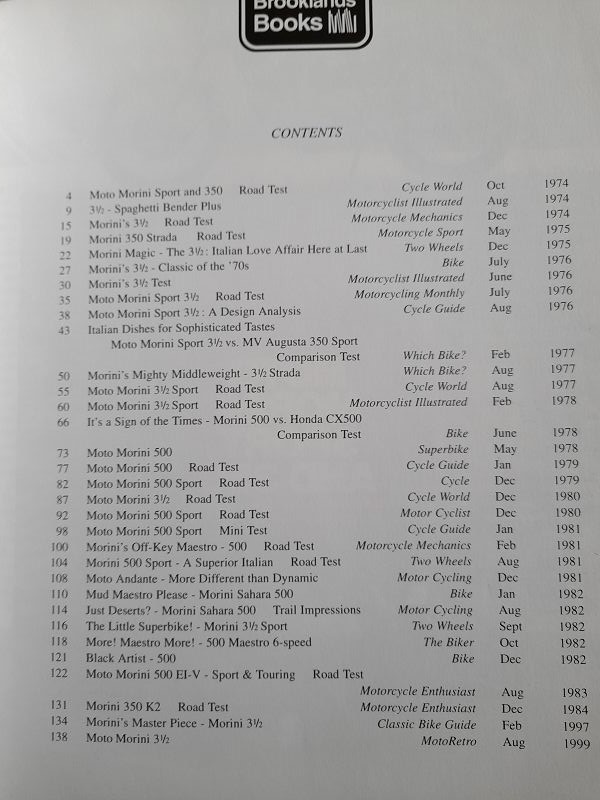 Brooklands
Books
CONTENTS
4 Moto Morini Sport and 350 Road Test Cycle World Oct 1974
9 3½ - Spaghetti Bender Plus Motorcyclist Illustrated Aug 1974
15 Morini's 3½ Road Test Motorcycle Mechanics Dec 1974
19 Morini 350 Strada Road Test Motorcycle Sport May 1975
22 Morini Magic - The 3½: Italian Love Affair Here at Last Two Wheels Dec 1975
27 Morini's 3½ - Classic of the '70s Bike July 1976
30 Morini's 3½ Test Motorcyclist Illustrated June 1976
35 Moto Morini Sport 3½ Road Test Motorcycling Monthly July 1976
38 Moto Morini Sport 3½: A Design Analysis Cycle Guide Aug 1976
43 Italian Dishes for Sophisticated Tastes
Moto Morini Sport 3½ vs. MV Augusta 350 Sport
Comparison Test Which Bike? Feb 1977
50 Morini's Mighty Middleweight - 3½ Strada Which Bike? Aug 1977
55 Moto Morini 3½ Sport Road Test Cycle World Aug 1977
60 Moto Morini 3½ Sport Road Test Motorcyclist Illustrated Feb 1978
66 It's a Sign of the Times - Morini 500 vs. Honda CX500
Comparison Test Bike June 1978
73 Moto Morini 500 Superbike May 1978
77 Moto Morini 500 Road Test Cycle Guide Jan 1979
82 Moto Morini 500 Sport Road Test Cycle Dec 1979
87 Moto Morini 3½ Road Test Cycle World Dec 1980
92 Moto Morini 500 Sport Road Test Motor Cyclist Dec 1980
98 Moto Morini 500 Sport Mini Test Cycle Guide Jan 1981
100 Morini's Off-Key Maestro - 500 Road Test Motorcycle Mechanics Feb 1981
104 Morini 500 Sport - A Superior Italian Road Test Two Wheels Aug 1981
108 Moto Andante - More Different than Dynamic Motor Cycling Dec 1981
110 Mud Maestro Please - Morini Sahara 500 Bike Jan 1982
114 Just Deserts? - Morini Sahara 500 Trail Impressions Motor Cycling Aug 1982
116 The Little Superbike! - Morini 3½ Sport Two Wheels Sept 1982
118 More! Maestro More! - 500 Maestro 6-speed The Biker Oct 1982
121 Black Artist - 500 Bike Dec 1982
122 Moto Morini 500 EI-V - Sport & Touring Road Test
Motorcycle Enthusiast Aug 1983
131 Morini 350 K2 Road Test Motorcycle Enthusiast Dec 1984
134 Morini's Master Piece - Morini 3½ Classic Bike Guide Feb 1997
138 Moto Morini 3½ MotoRetro Aug 1999